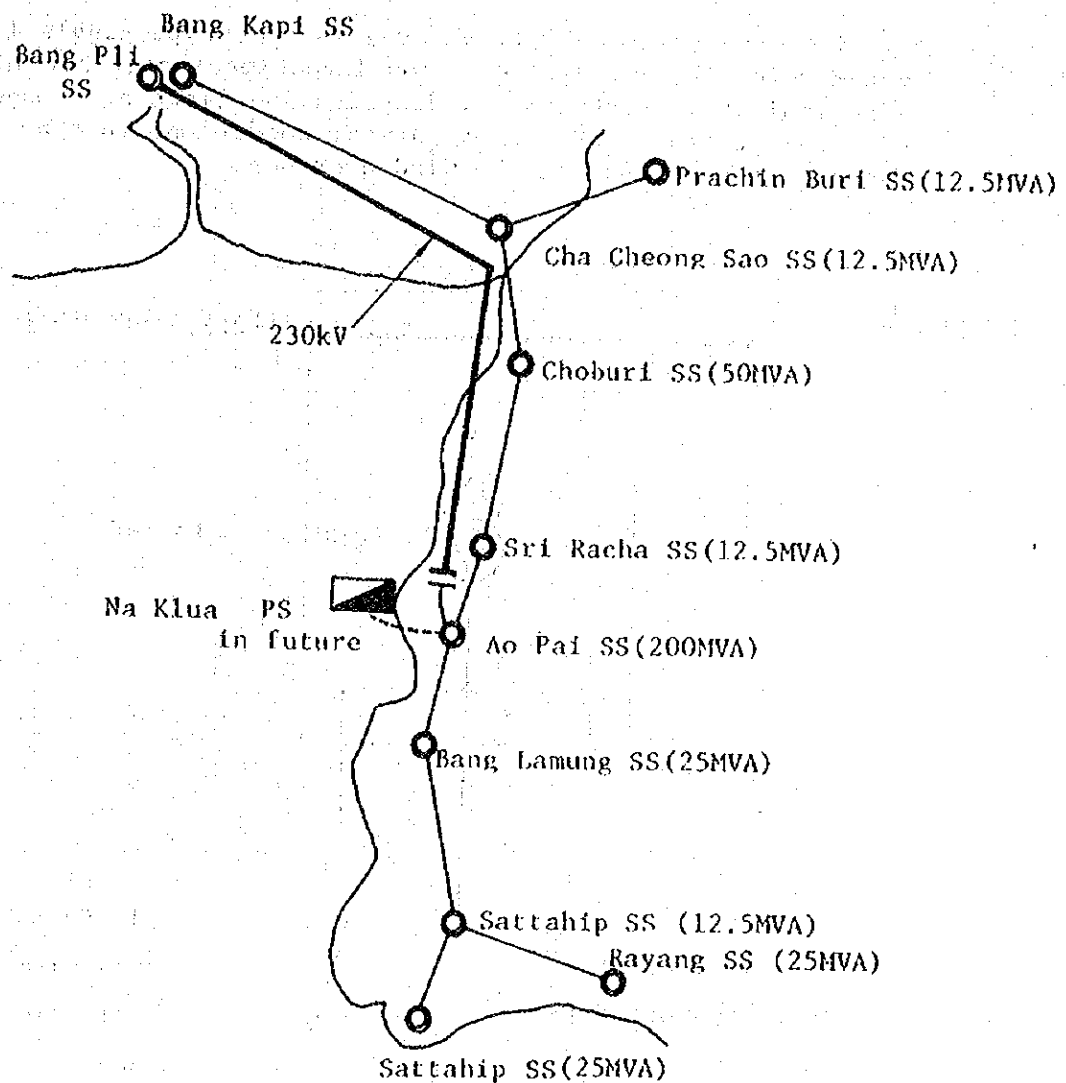 Bang Kapi SS
Bang Pli
SS
Prachin Buri SS(12.5MVA)
Cha Cheong Sao SS(12.5MVA)
230kV
Choburi SS(50MVA)
Sri Racha SS(12.5MVA)
Na Klua PS
in future
Ao Pai SS(200MVA)
Bang Lamung SS(25MVA)
Sattahip SS (12.5MVA)
Rayang SS (25MVA)
Sattahip SS(25MVA)